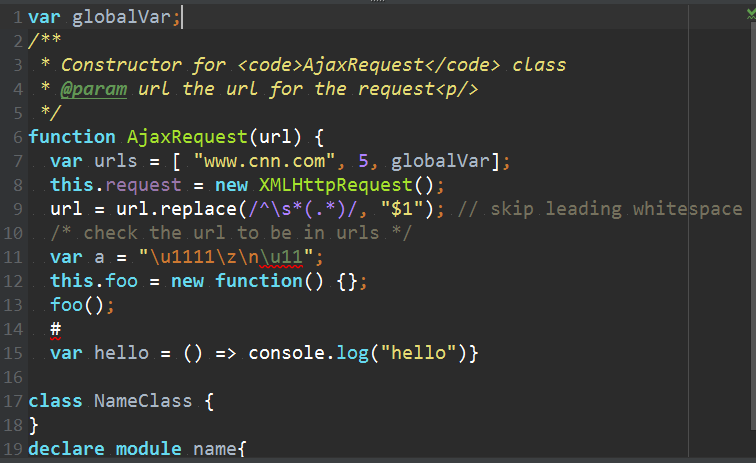 1 var globalVar;
2 /**
3  * Constructor for <code>AjaxRequest</code> class
4  * @param url the url for the request<p/>
5  */
6 function AjaxRequest(url) {
7   var urls = [ "www.cnn.com", 5, globalVar];
8   this.request = new XMLHttpRequest();
9   url = url.replace(/^\s*(.*)/, "$1"); // skip leading whitespace
10   /* check the url to be in urls */
11   var a = "\u1111\z\n\u11";
12   this.foo = new function() {};
13   foo();
14   #
15   var hello = () => console.log("hello")}
16
17 class NameClass {
18 }
19 declare module name{